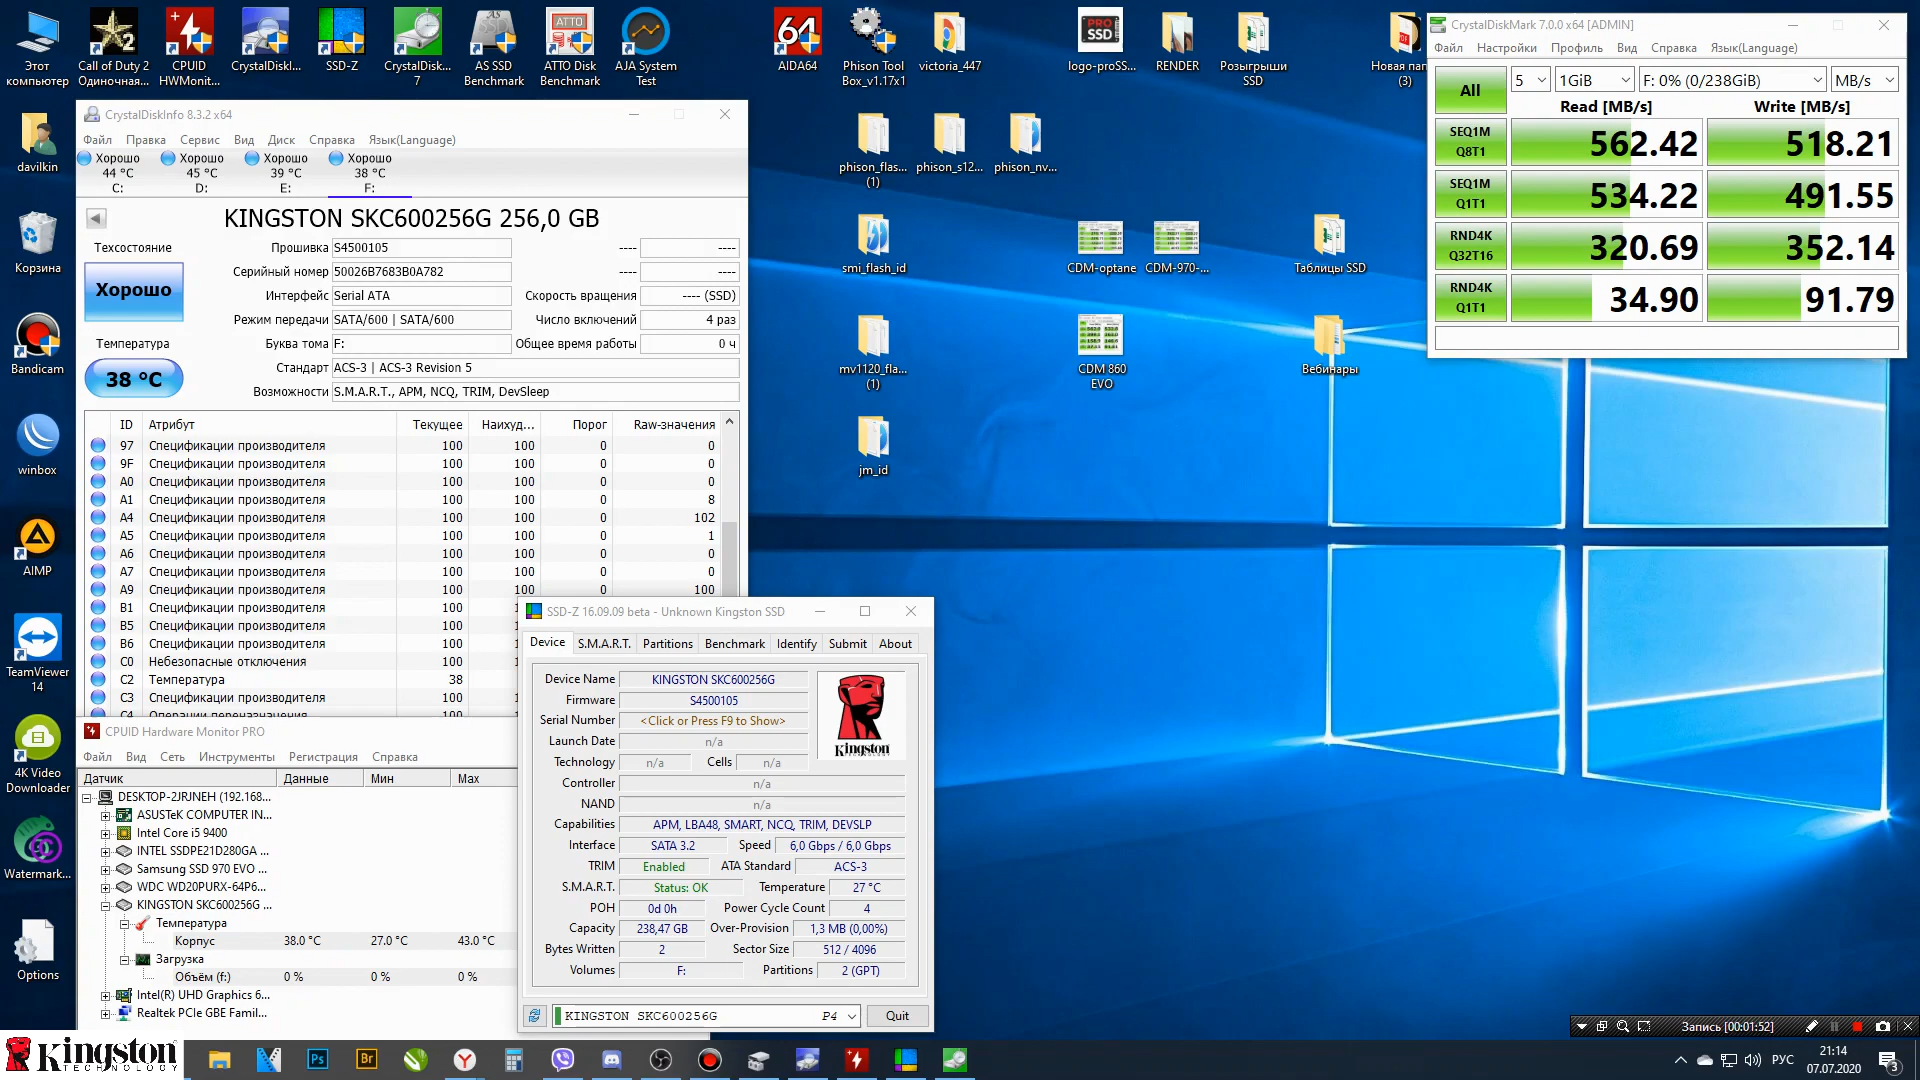 Этот компьютер
Call of Duty 2 Одиночная...
CPUID HWMonit...
CrystalDiskI...
SSD-Z
CrystalDisk... 7
AS SSD Benchmark
ATTO Disk Benchmark
AJA System Test
AIDA64
Phison Tool Box_v1.17x1
victoria_447
logo-proSS...
RENDER
Розыгрыши SSD
Новая пап (3)
davilkin
Корзина
Bandicam
winbox
AIMP
TeamViewer 14
4K Video Downloader
Watermark...
Options
phison_flas... (1)
phison_s12...
phison_nv...
smi_flash_id
CDM-optane
CDM-970-...
Таблицы SSD
mv1120_fla... (1)
CDM 860 EVO
Вебинары
jm_id
CrystalDiskInfo 8.3.2 x64
Файл Правка Сервис Вид Диск Справка Язык(Language)
Хорошо Хорошо Хорошо Хорошо
44 °C 45 °C 39 °C 38 °C
C: D: E: F:
KINGSTON SKC600256G 256,0 GB
Техсостояние
Хорошо
Температура
38 °C
Прошивка S4500105 ---- ----
Серийный номер 50026B7683B0A782 ---- ----
Интерфейс Serial ATA Скорость вращения ---- (SSD)
Режим передачи SATA/600 | SATA/600 Число включений 4 раз
Буква тома F: Общее время работы 0 ч
Стандарт ACS-3 | ACS-3 Revision 5
Возможности S.M.A.R.T., APM, NCQ, TRIM, DevSleep
ID Атрибут Текущее Наихуд... Порог Raw-значения
97 Спецификации производителя 100 100 0 0
9F Спецификации производителя 100 100 0 0
A0 Спецификации производителя 100 100 0 0
A1 Спецификации производителя 100 100 0 8
A4 Спецификации производителя 100 100 0 102
A5 Спецификации производителя 100 100 0 1
A6 Спецификации производителя 100 100 0 0
A7 Спецификации производителя 100 100 0 0
A9 Спецификации производителя 100 100 0 100
B1 Спецификации производителя 100
B5 Спецификации производителя 100
B6 Спецификации производителя 100
C0 Небезопасные отключения 100
C2 Температура 38
C3 Спецификации производителя 100
C4 Операции переназначения 100
CPUID Hardware Monitor PRO
Файл Вид Сеть Инструменты Регистрация Справка
Датчик Данные Мин Max
DESKTOP-2JRJNEH (192.168...
ASUSTeK COMPUTER IN...
Intel Core i5 9400
INTEL SSDPE21D280GA ...
Samsung SSD 970 EVO ...
WDC WD20PURX-64P6...
KINGSTON SKC600256G ...
Температура
Корпус 38.0 °C 27.0 °C 43.0 °C
Загрузка
Объём (f:) 0 % 0 % 0 %
Intel(R) UHD Graphics 6...
Realtek PCIe GBE Famil...
SSD-Z 16.09.09 beta - Unknown Kingston SSD
Device S.M.A.R.T. Partitions Benchmark Identify Submit About
Device Name KINGSTON SKC600256G
Firmware S4500105
Serial Number <Click or Press F9 to Show>
Launch Date n/a
Kingston
TECHNOLOGY
Technology n/a Cells n/a
Controller n/a
NAND n/a
Capabilities APM, LBA48, SMART, NCQ, TRIM, DEVSLP
Interface SATA 3.2 Speed 6,0 Gbps / 6,0 Gbps
TRIM Enabled ATA Standard ACS-3
S.M.A.R.T. Status: OK Temperature 27 °C
POH 0d 0h Power Cycle Count 4
Capacity 238,47 GB Over-Provision 1,3 MB (0,00%)
Bytes Written 2 Sector Size 512 / 4096
Volumes F: Partitions 2 (GPT)
KINGSTON SKC600256G P4 Quit
CrystalDiskMark 7.0.0 x64 [ADMIN]
Файл Настройки Профиль Вид Справка Язык(Language)
All 5 1GiB F: 0% (0/238GiB) MB/s
Read [MB/s] Write [MB/s]
SEQ1M Q8T1 562.42 518.21
SEQ1M Q1T1 534.22 491.55
RND4K Q32T16 320.69 352.14
RND4K Q1T1 34.90 91.79
Запись [00:01:52]
Kingston
TECHNOLOGY
Ps
Br
РУС
21:14
07.07.2020
3